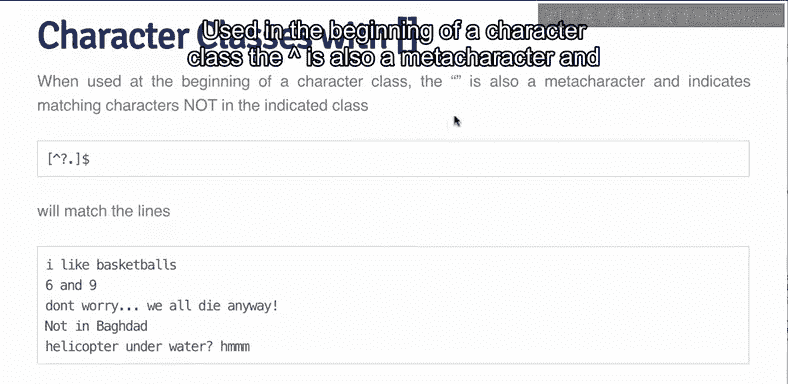 Character Classes with []
Used in the beginning of a character
class the ^ is also a metacharacter and
When used at the beginning of a character class, the “” is also a metacharacter and indicates
matching characters NOT in the indicated class
[^?.]$
will match the lines
i like basketballs
6 and 9
dont worry... we all die anyway!
Not in Baghdad
helicopter under water? hmmm